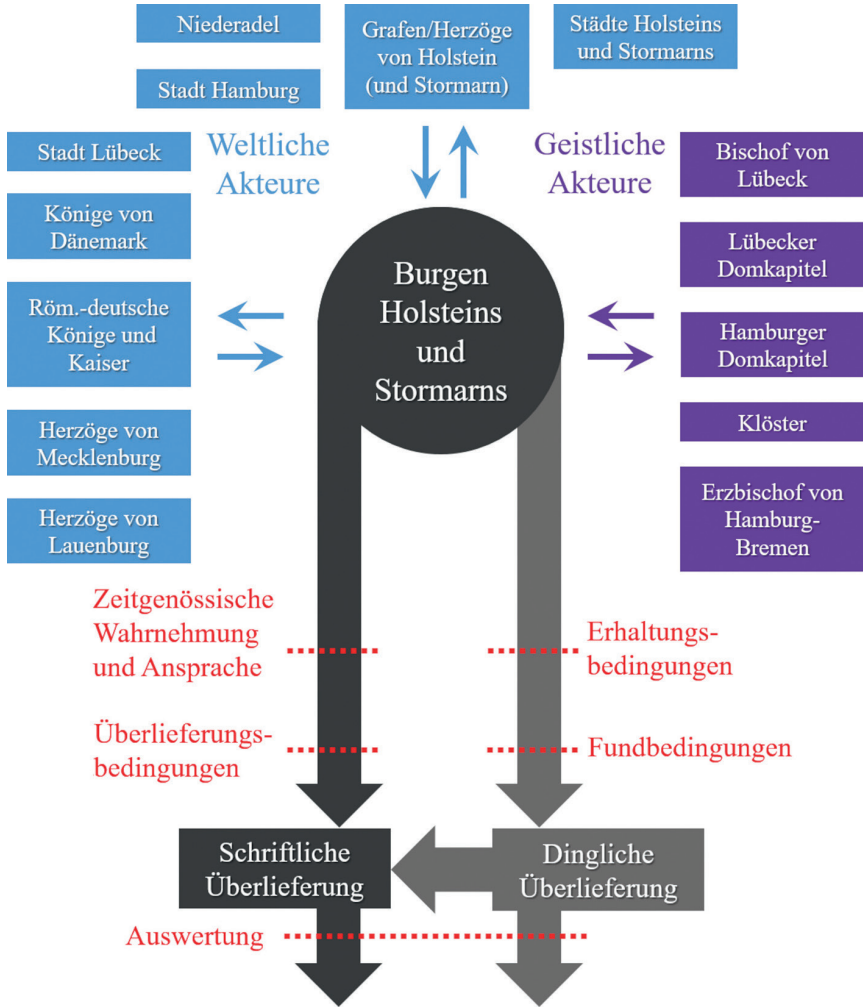 Niederadel
Stadt Hamburg
Grafen/Herzöge
von Holstein
(und Stormarn)
Städte Holsteins
und Stormarns
Weltliche
Akteure
Geistliche
Akteure
Stadt Lübeck
Könige von
Dänemark
Röm.-deutsche
Könige und
Kaiser
Herzöge von
Mecklenburg
Herzöge von
Lauenburg
Burgen
Holsteins
und
Stormarns
Bischof von
Lübeck
Lübecker
Domkapitel
Hamburger
Domkapitel
Klöster
Erzbischof von
Hamburg-
Bremen
Zeitgenössische
Wahrnehmung
und Ansprache
Erhaltungs-
bedingungen
Überlieferungs-
bedingungen
Fundbedingungen
Schriftliche
Überlieferung
Dingliche
Überlieferung
Auswertung